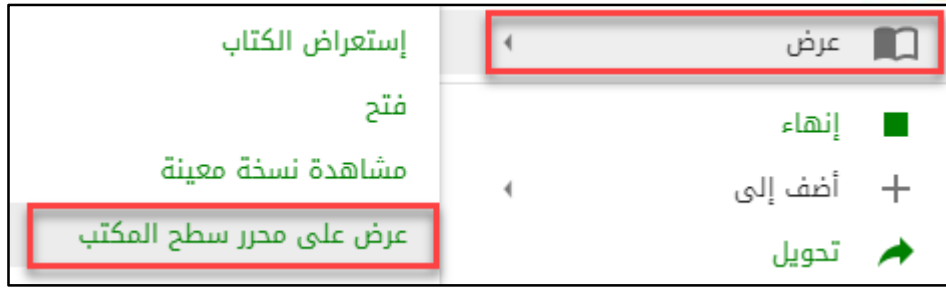 عرض
إنهاء
أضف إلى
تحويل
إستعراض الكتاب
فتح
مشاهدة نسخة معينة
عرض على محرر سطح المكتب